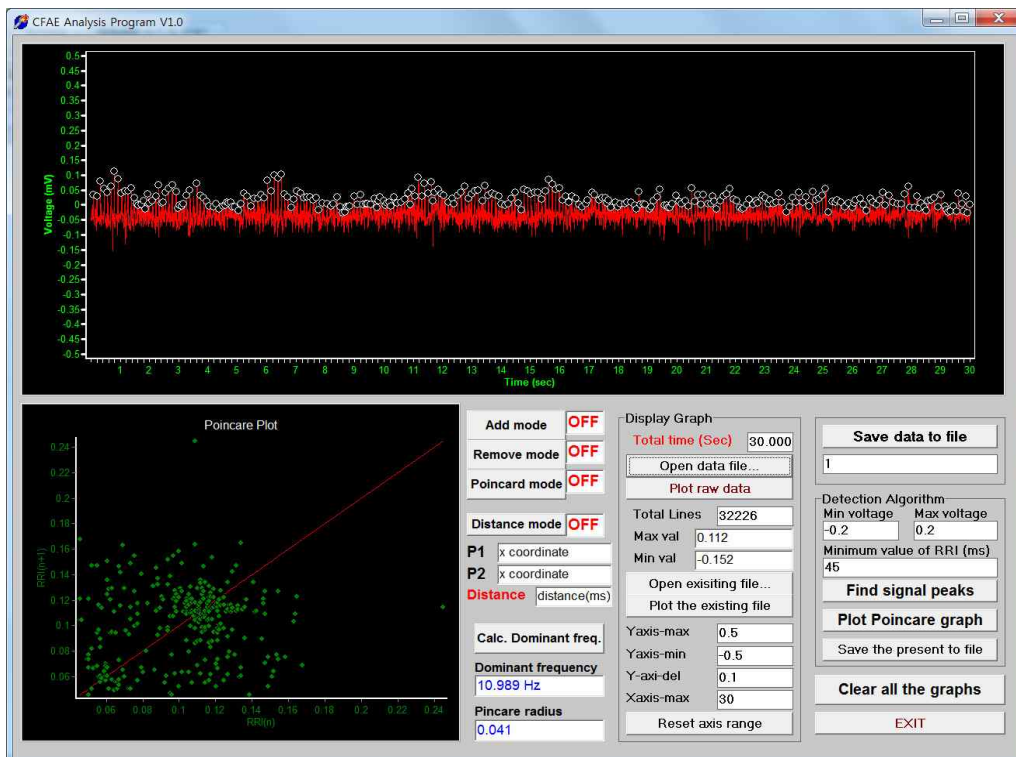 CFAE Analysis Program V1.0
0.5
0.45
0.4
0.35
0.3
0.25
0.2
0.15
0.1
0.05
0
-0.05
-0.1
-0.15
-0.2
-0.25
-0.3
-0.35
-0.4
-0.45
-0.5
Voltage (mV)
1 2 3 4 5 6 7 8 9 10 11 12 13 14 15 16 17 18 19 20 21 22 23 24 25 26 27 28 29 30
Time (sec)
Poincare Plot
0.24
0.22
0.2
0.18
0.16
0.14
0.12
0.1
0.08
0.06
RRI(n+1)
0.06 0.08 0.1 0.12 0.14 0.16 0.18 0.2 0.22 0.24
RRI(n)
Add mode OFF
Remove mode OFF
Poincard mode OFF
Distance mode OFF
P1 x coordinate
P2 x coordinate
Distance distance(ms)
Calc. Dominant freq.
Dominant frequency
10.989 Hz
Pincare radius
0.041
Display Graph
Total time (Sec) 30.000
Open data file...
Plot raw data
Total Lines 32226
Max val 0.112
Min val -0.152
Open exisiting file...
Plot the existing file
Yaxis-max 0.5
Yaxis-min -0.5
Y-axi-del 0.1
Xaxis-max 30
Reset axis range
Save data to file
1
Detection Algorithm
Min voltage Max voltage
-0.2 0.2
Minimum value of RRI (ms)
45
Find signal peaks
Plot Poincare graph
Save the present to file
Clear all the graphs
EXIT